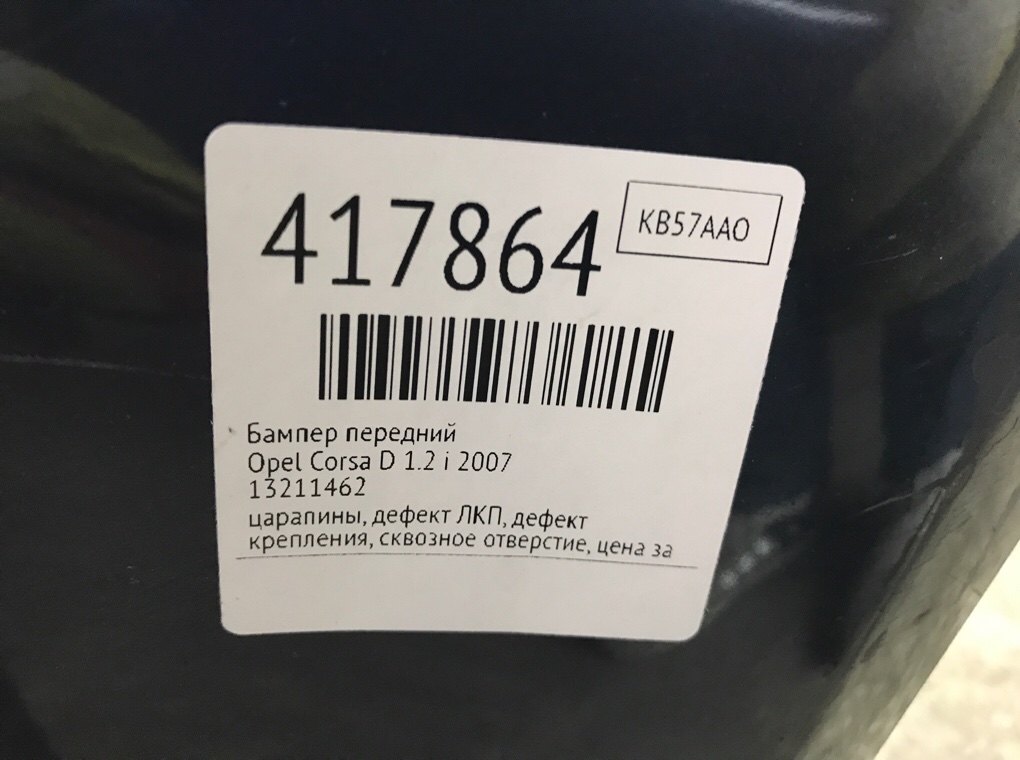 417864
KB57AAO
Бампер передний
Opel Corsa D 1.2 i 2007
13211462
царапины, дефект ЛКП, дефект
крепления, сквозное отверстие, цена за